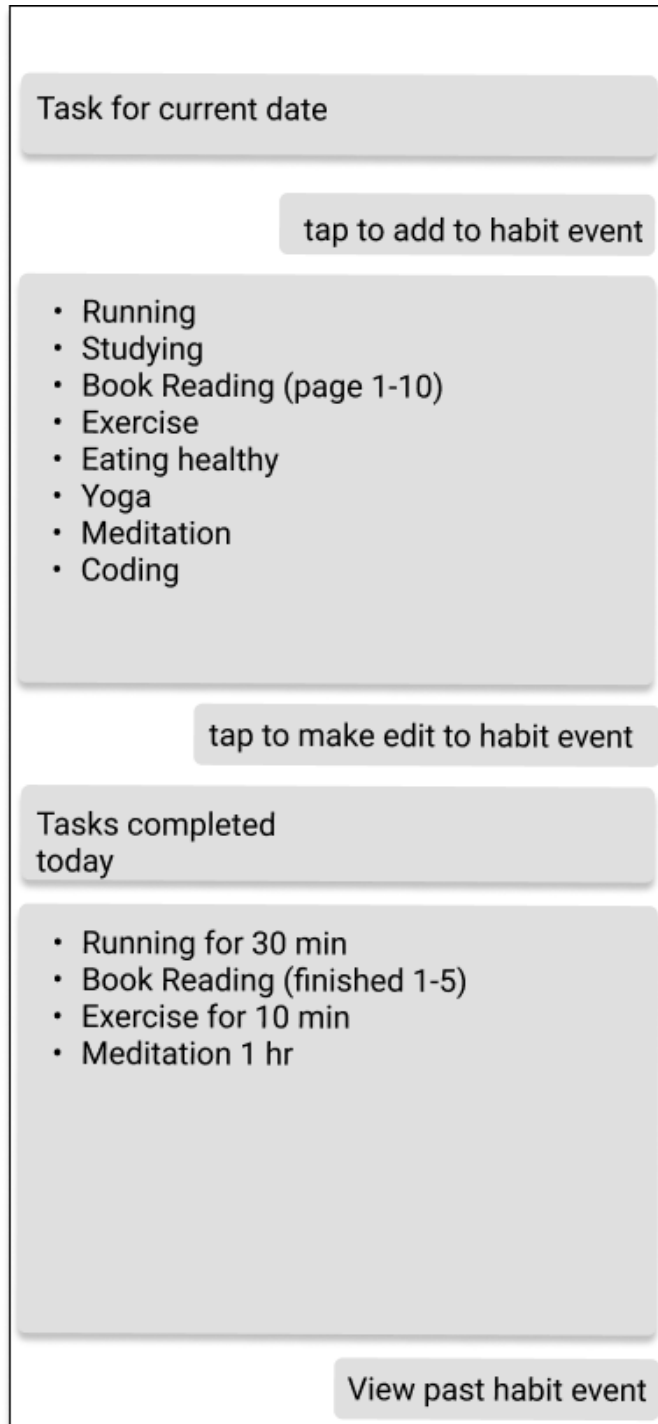 Task for current date
tap to add to habit event
• Running
• Studying
• Book Reading (page 1-10)
• Exercise
• Eating healthy
• Yoga
• Meditation
• Coding
tap to make edit to habit event
Tasks completed
today
• Running for 30 min
• Book Reading (finished 1-5)
• Exercise for 10 min
• Meditation 1 hr
View past habit event